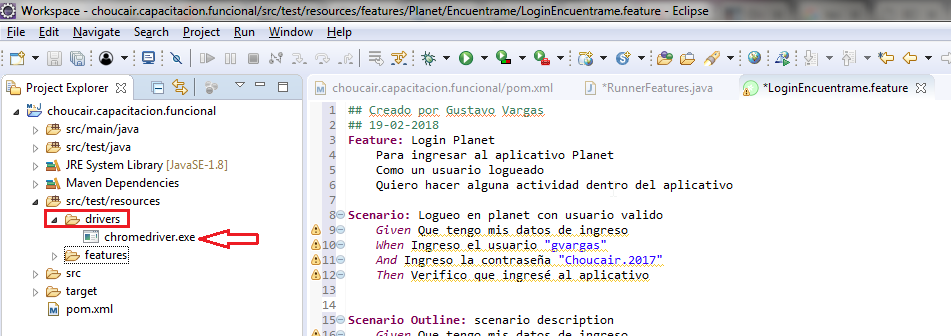 Workspace - choucair.capacitacion.funcional/src/test/resources/features/Planet/Encuentrame/LoginEncuentrame.feature - Eclipse
File Edit Navigate Search Project Run Window Help
Project Explorer
choucair.capacitacion.funcional/pom.xml
*RunnerFeatures.java
*LoginEncuentrame.feature
choucair.capacitacion.funcional
src/main/java
src/test/java
JRE System Library [JavaSE-1.8]
Maven Dependencies
src/test/resources
drivers
chromedriver.exe
features
src
target
pom.xml
1 ## Creado por Gustavo Vargas
2 ## 19-02-2018
3 Feature: Login Planet
4 Para ingresar al aplicativo Planet
5 Como un usuario logueado
6 Quiero hacer alguna actividad dentro del aplicativo
7
8 Scenario: Logueo en planet con usuario valido
9 Given Que tengo mis datos de ingreso
10 When Ingreso el usuario "gvargas"
11 And Ingreso la contraseña "Choucair.2017"
12 Then Verifico que ingresé al aplicativo
13
14
15 Scenario Outline: scenario description
16 Given Que tengo mis datos de ingreso